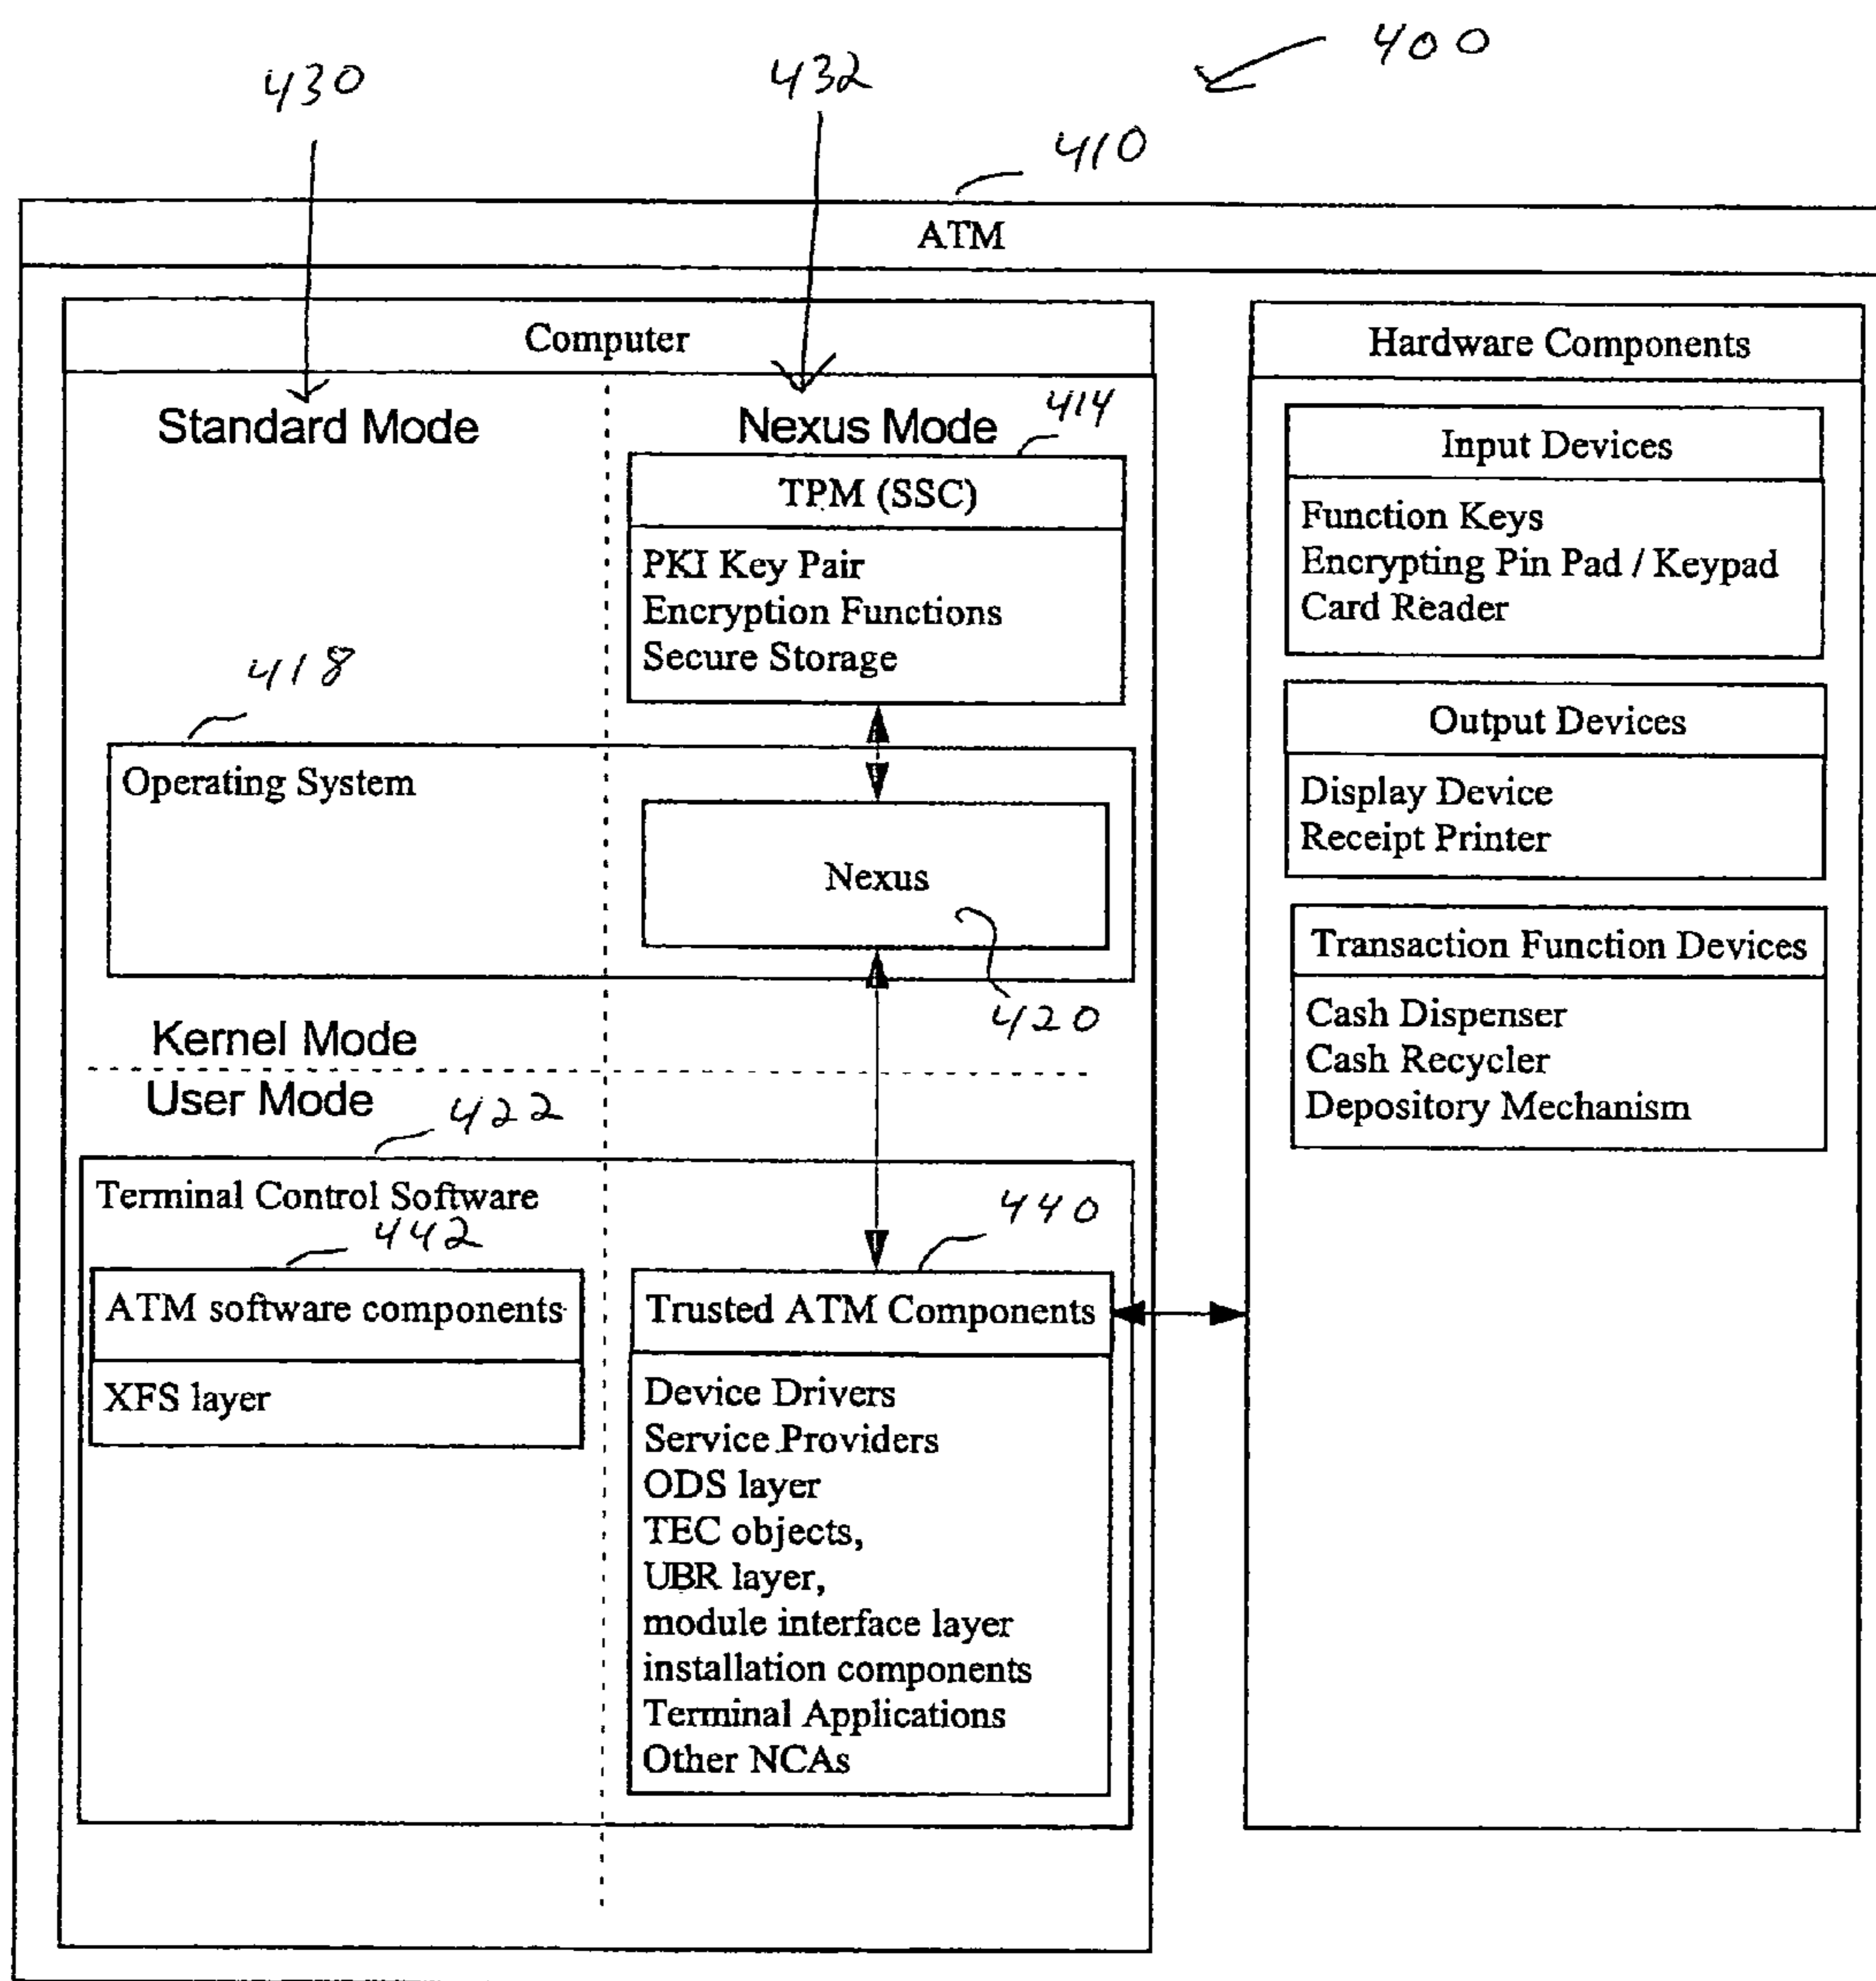 400
430
432
410
ATM
Computer
Standard Mode
Nexus Mode
414
TPM (SSC)
PKI Key Pair
Encryption Functions
Secure Storage
418
Operating System
Nexus
420
Kernel Mode
User Mode
422
Terminal Control Software
442
ATM software components
XFS layer
440
Trusted ATM Components
Device Drivers
Service Providers
ODS layer
TEC objects,
UBR layer,
module interface layer
installation components
Terminal Applications
Other NCAs
Hardware Components
Input Devices
Function Keys
Encrypting Pin Pad / Keypad
Card Reader
Output Devices
Display Device
Receipt Printer
Transaction Function Devices
Cash Dispenser
Cash Recycler
Depository Mechanism